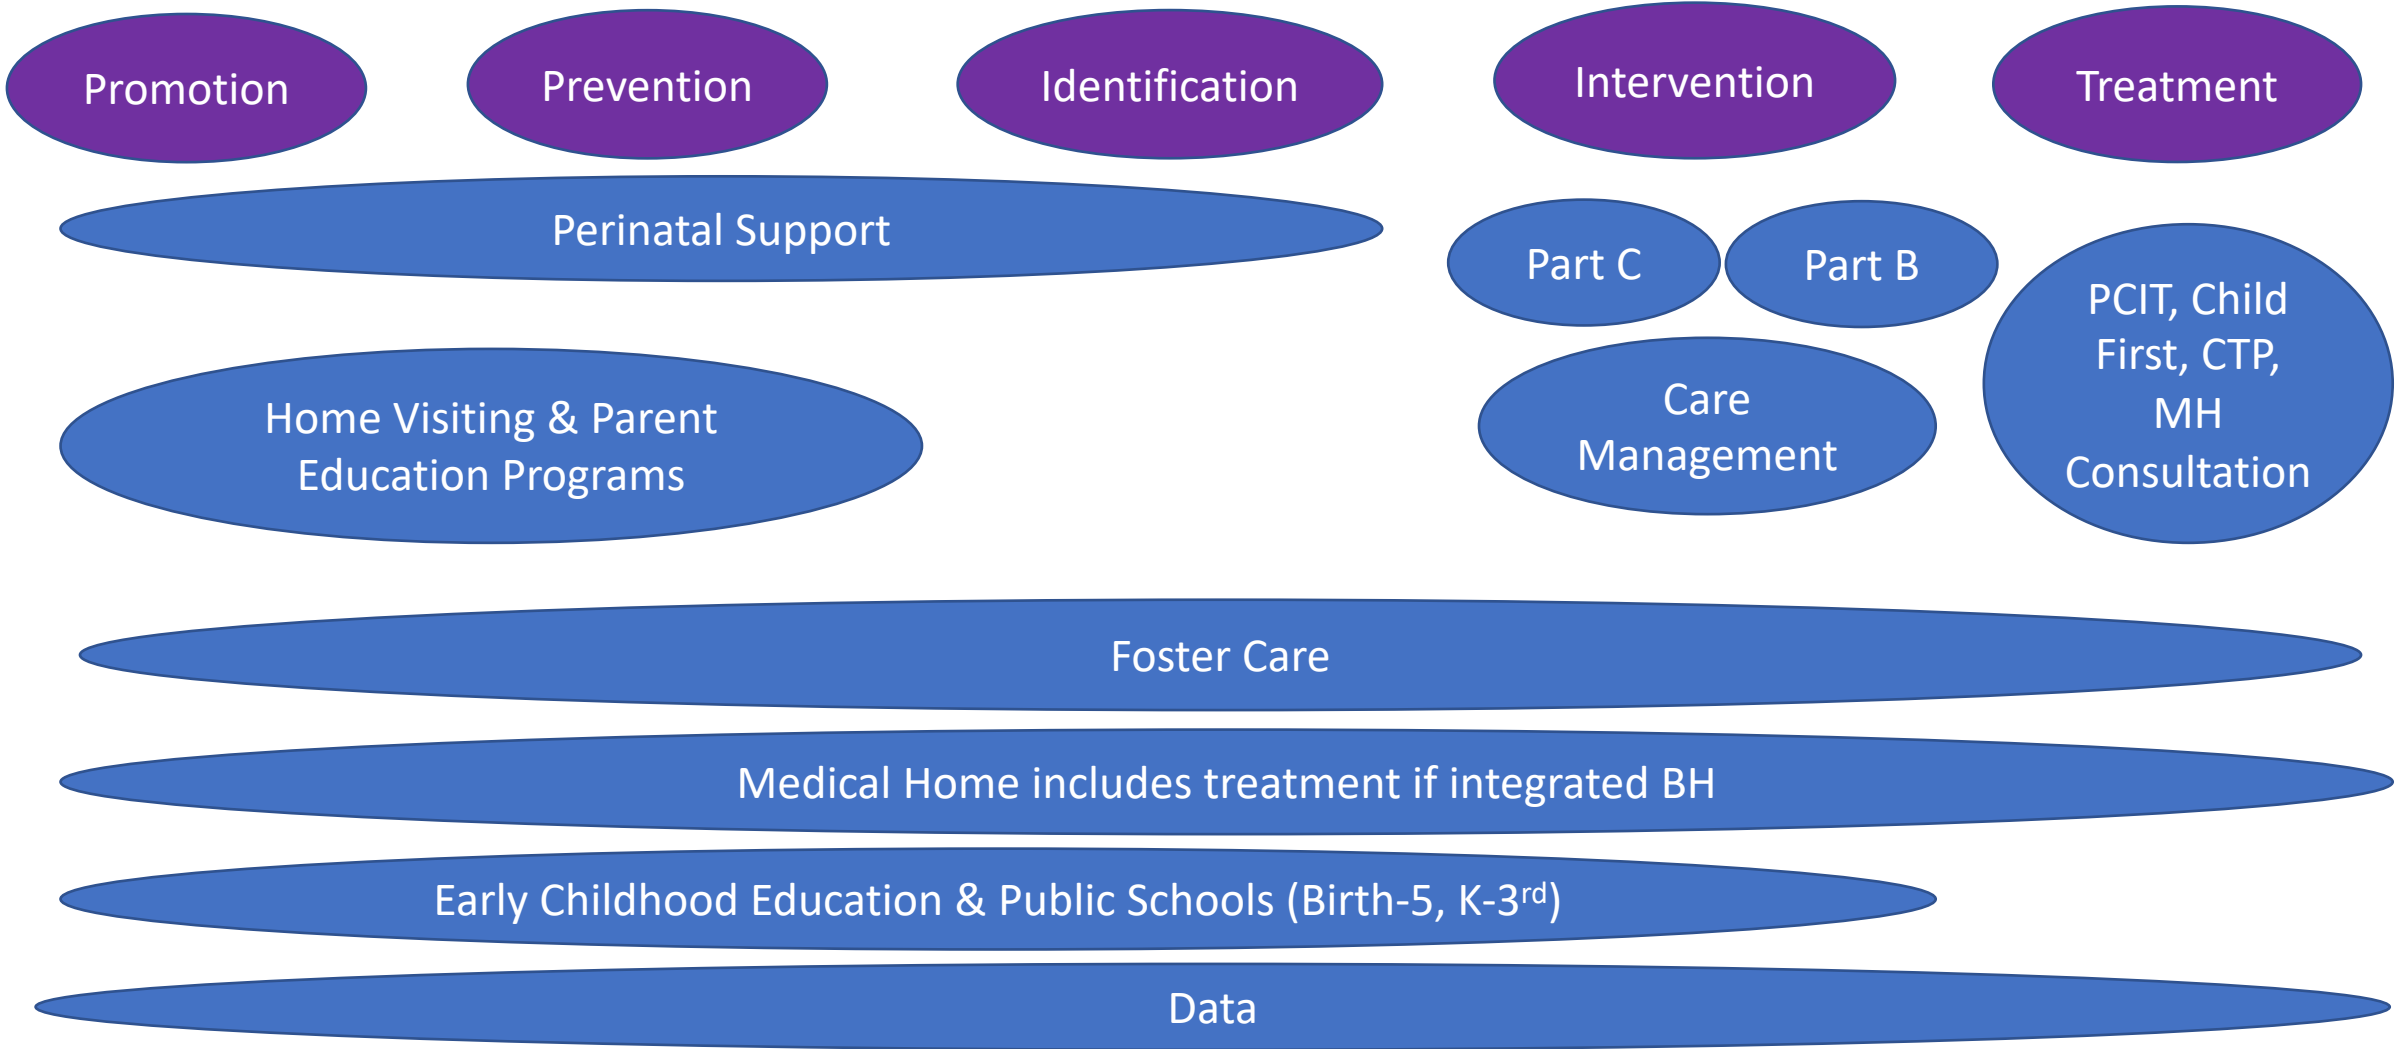 Promotion
Prevention
Identification
Intervention
Treatment
Perinatal Support
Part C
Part B
PCIT, Child
First, CTP,
MH
Consultation
Home Visiting & Parent
Education Programs
Care
Management
Foster Care
Medical Home includes treatment if integrated BH
Early Childhood Education & Public Schools (Birth-5, K-3rd)
Data